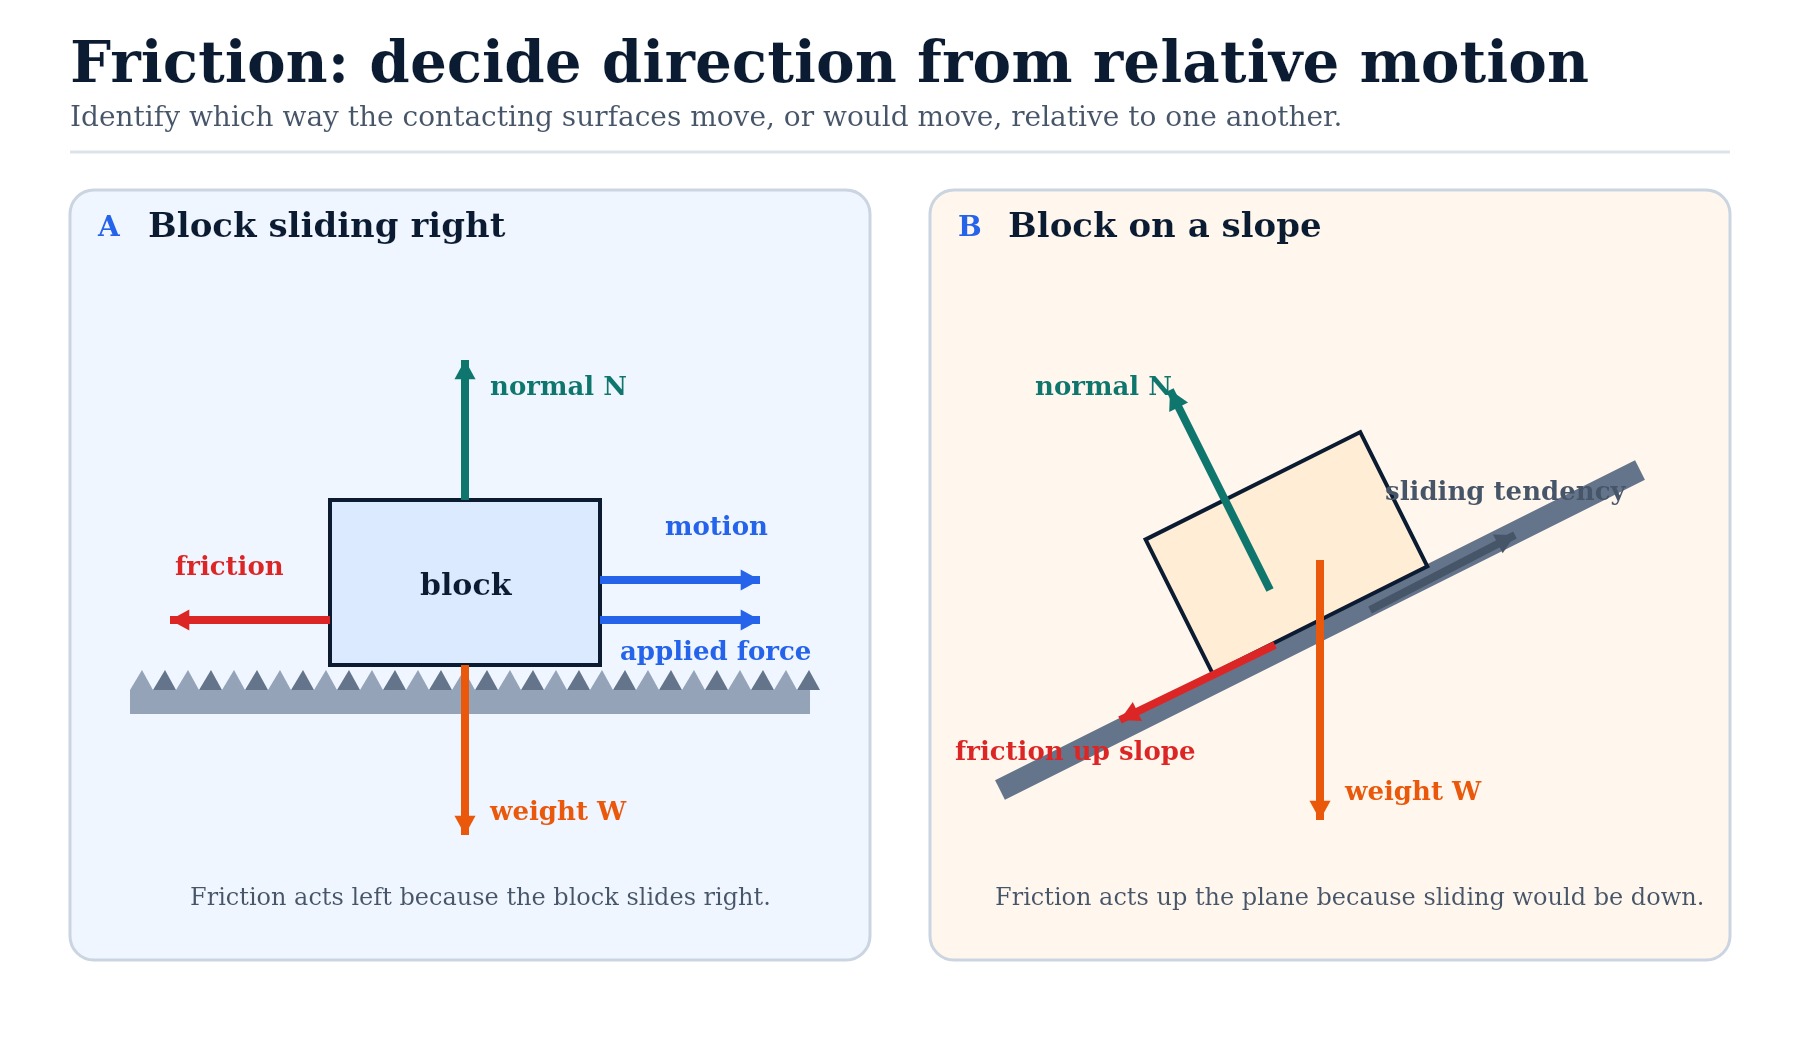 Friction: decide direction from relative motion
Identify which way the contacting surfaces move, or would move, relative to one another.
A Block sliding right
normal N
motion
friction
block
applied force
weight W
Friction acts left because the block slides right.
B Block on a slope
normal N
sliding tendency
friction up slope
weight W
Friction acts up the plane because sliding would be down.